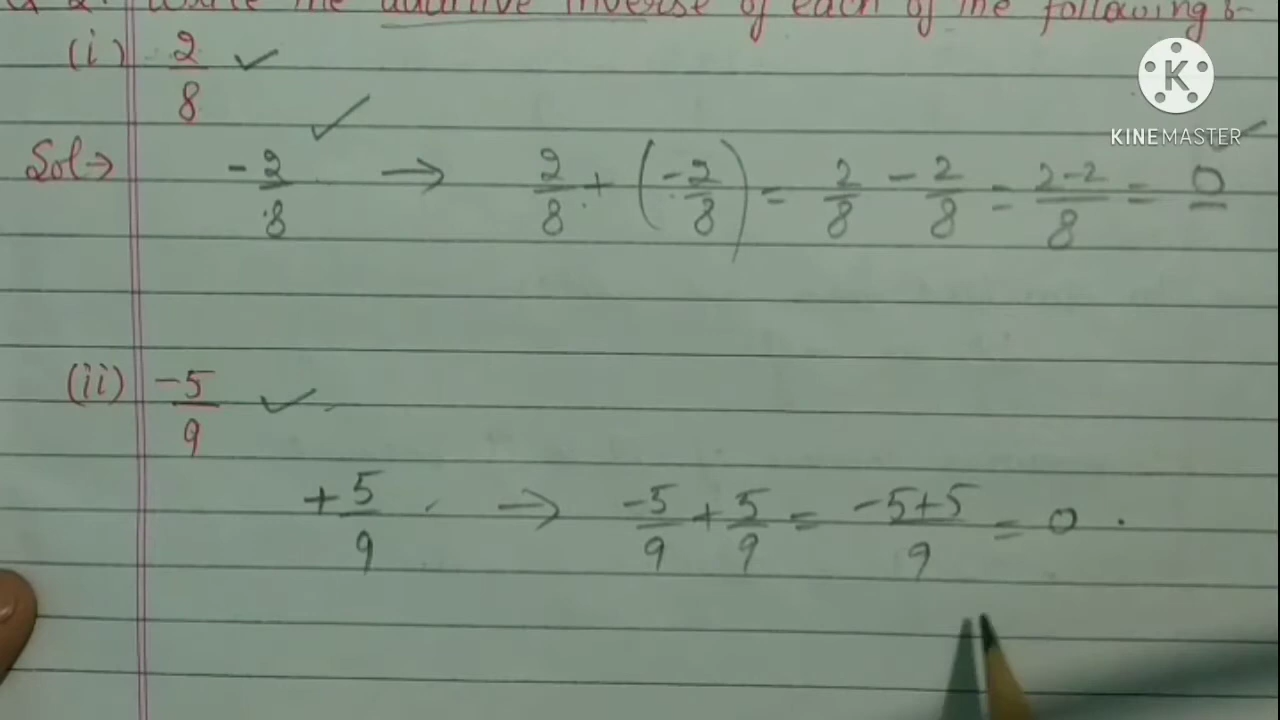 Q 2. Write the additive inverse of each of the following:-
(i) 2/8 ✓
K
KINEMASTER
Sol→ -2/8 ✓ → 2/8 + (-2/8) = 2/8 - 2/8 = 2-2/8 = 0 ✓
(ii) -5/9 ✓
+5/9 → -5/9 + 5/9 = -5+5/9 = 0